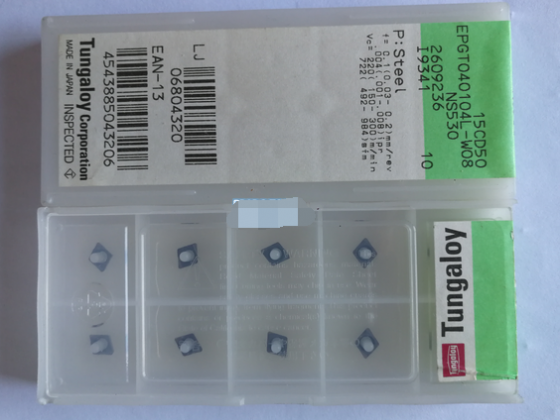 15CD50
EPGT040104L-W08
2609236 NS530
I9341 10
P:Steel
LJ
06804320
EAN-13
4543885043206
Tungaloy Corporation
MADE IN JAPAN INSPECTED
Tungaloy
Tungaloy